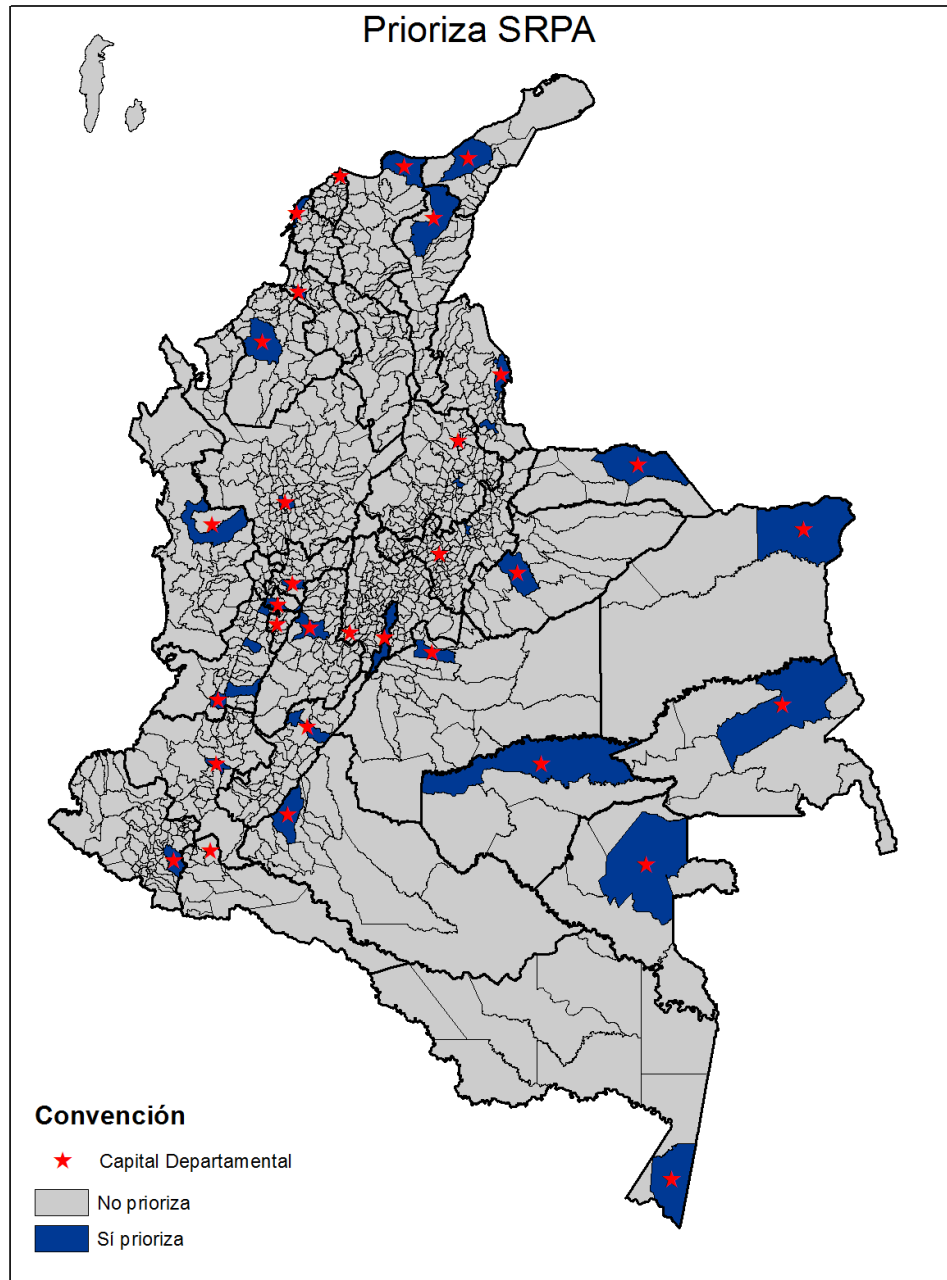 Prioriza SRPA
Convención
Capital Departamental
No prioriza
Sí prioriza